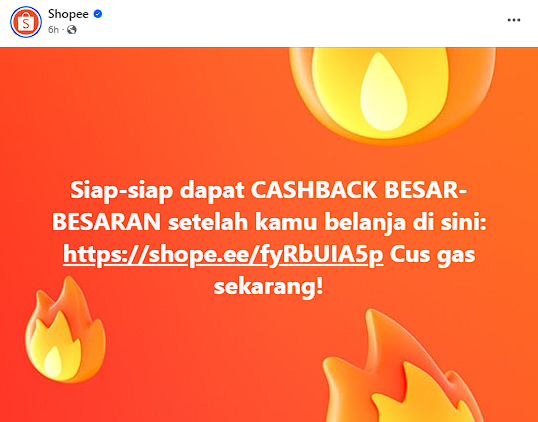 Shopee
6h ·
Siap-siap dapat CASHBACK BESAR-
BESARAN setelah kamu belanja di sini:
https://shope.ee/fyRbUIA5p Cus gas
sekarang!